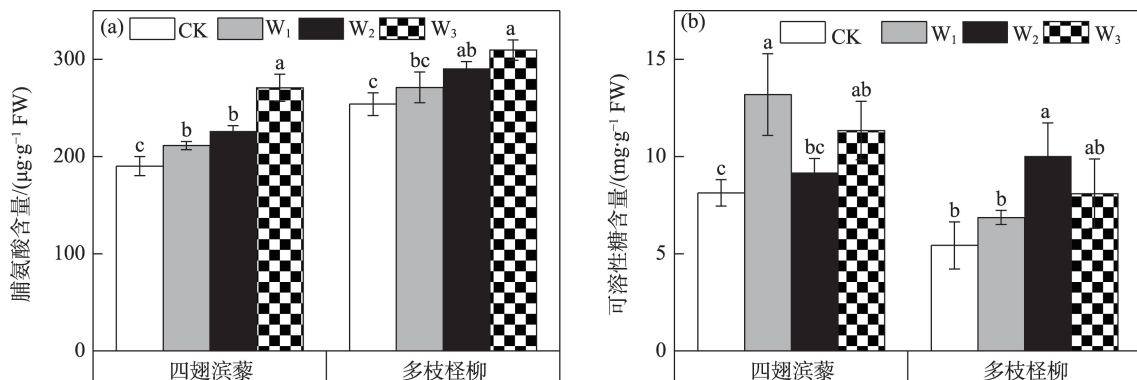 (a) CK W₁ W₂ W₃
脯氨酸含量/(μg·g⁻¹ FW)
300
200
100
0
c b b a
c bc ab a
四翅滨藜 多枝柽柳
(b) CK W₁ W₂ W₃
可溶性糖含量/(mg·g⁻¹ FW)
15
10
5
0
c a bc ab
b b a ab
四翅滨藜 多枝柽柳